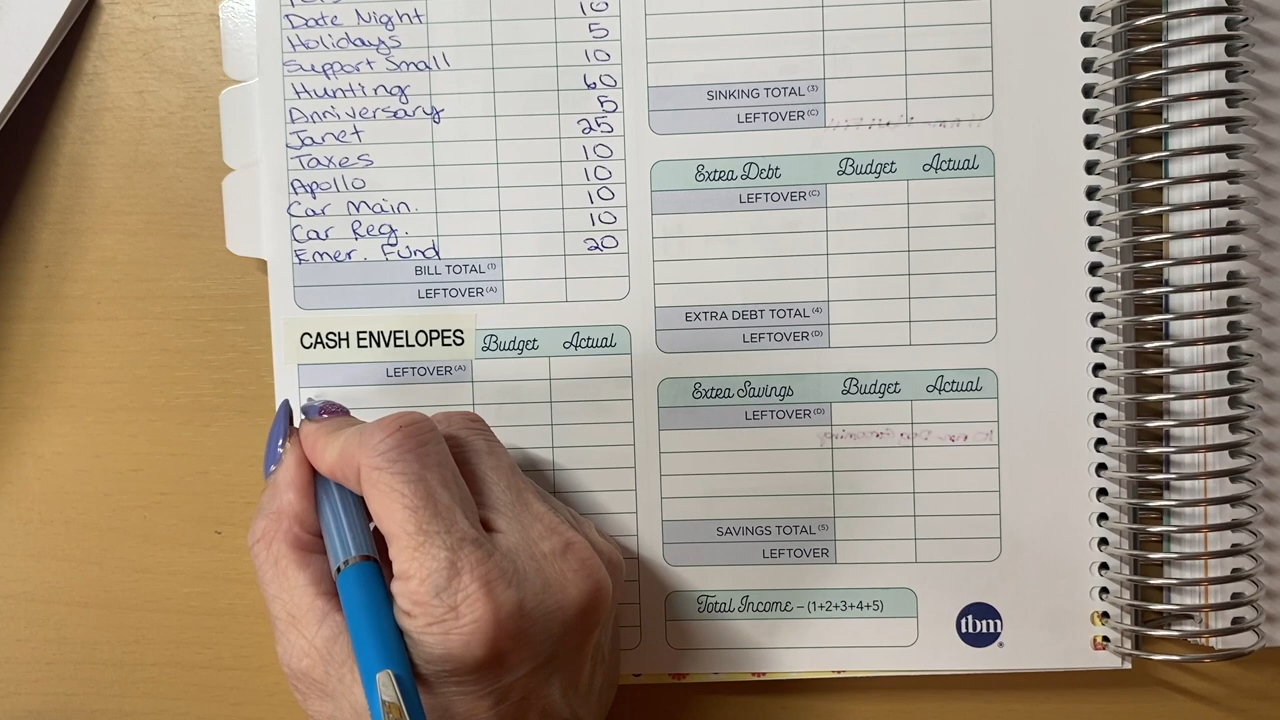 10
Date Night 5
Holidays 10
Support Small 60
Hunting 5
Anniversary 25
Janet 10
Taxes 10
Apollo 10
Car Main. 10
Car Reg. 20
Emer. Fund
BILL TOTAL (1)
LEFTOVER (A)
CASH ENVELOPES Budget Actual
LEFTOVER (A)
SINKING TOTAL (3)
LEFTOVER (C)
Extra Debt Budget Actual
LEFTOVER (C)
EXTRA DEBT TOTAL (4)
LEFTOVER (D)
Extra Savings Budget Actual
LEFTOVER (D)
SAVINGS TOTAL (5)
LEFTOVER
Total Income – (1+2+3+4+5)
tbm